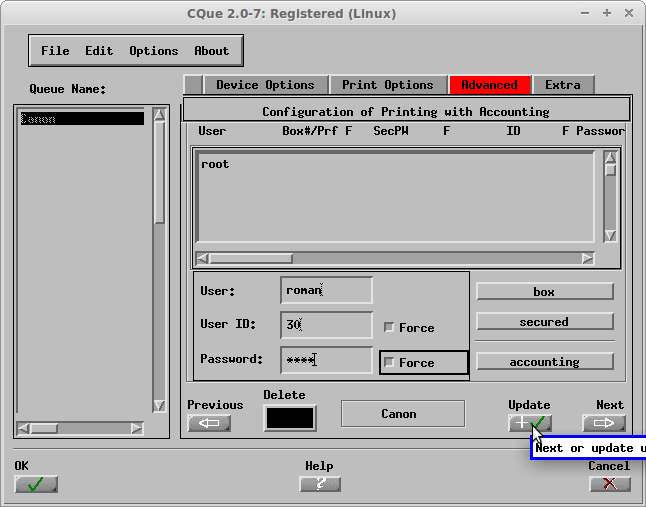 CQue 2.0-7: Registered (Linux)
File Edit Options About
Queue Name:
Device Options Print Options Advanced Extra
Configuration of Printing with Accounting
Canon
User Box#/Prf F SecPW F ID F Passwor
root
User: roman
box
User ID: 30 Force
secured
Password: **** Force
accounting
Previous Delete Canon Update Next
Next or update u
OK Help Cancel
?